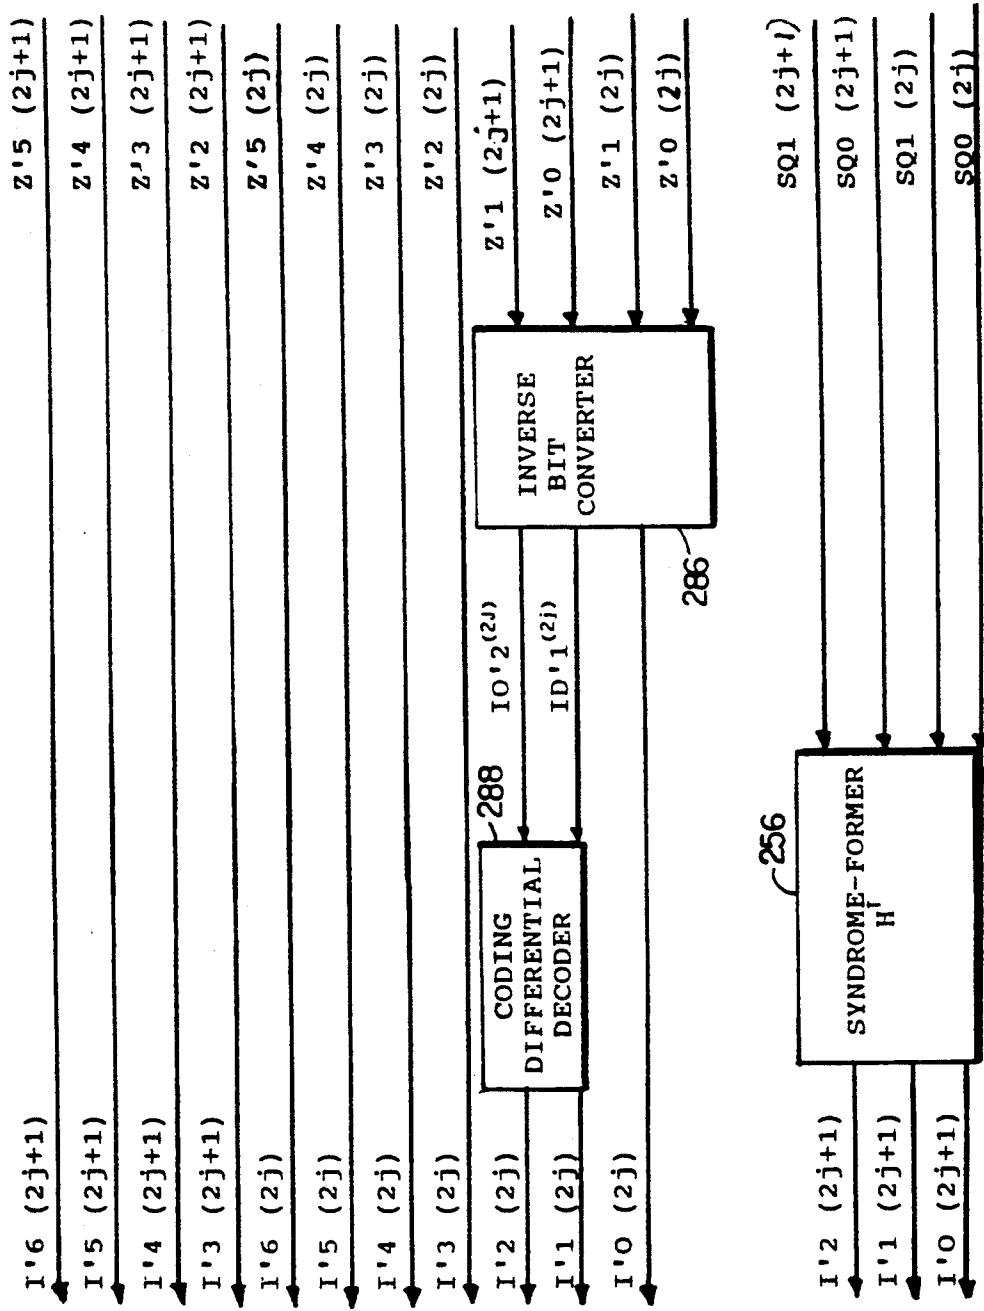 Z'5 (2j+1)
Z'4 (2j+1)
Z'3 (2j+1)
Z'2 (2j+1)
Z'5 (2j)
Z'4 (2j)
Z'3 (2j)
Z'2 (2j)
Z'1 (2j+1)
Z'0 (2j+1)
Z'1 (2j)
Z'0 (2j)
SQ1 (2j+1)
SQ0 (2j+1)
SQ1 (2j)
SQ0 (2j)
INVERSE
BIT
CONVERTER
286
IO'2(2J)
ID'1(2j)
288
CODING
DIFFERENTIAL
DECODER
256
SYNDROME-FORMER
H T
I'6 (2j+1)
I'5 (2j+1)
I'4 (2j+1)
I'3 (2j+1)
I'6 (2j)
I'5 (2j)
I'4 (2j)
I'3 (2j)
I'2 (2j)
I'1 (2j)
I'0 (2j)
I'2 (2j+1)
I'1 (2j+1)
I'0 (2j+1)